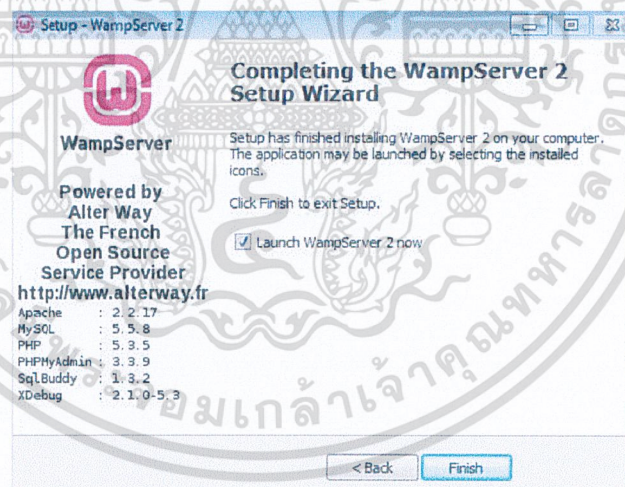 Setup - WampServer 2
Completing the WampServer 2
Setup Wizard
WampServer
Setup has finished installing WampServer 2 on your computer.
The application may be launched by selecting the installed
icons.
Powered by
Alter Way
The French
Open Source
Service Provider
http://www.alterway.fr
Click Finish to exit Setup.
Launch WampServer 2 now
Apache : 2.2.17
MySQL : 5.5.8
PHP : 5.3.5
PHPMyAdmin : 3.3.9
SqlBuddy : 1.3.2
XDebug : 2.1.0-5.3
< Back
Finish